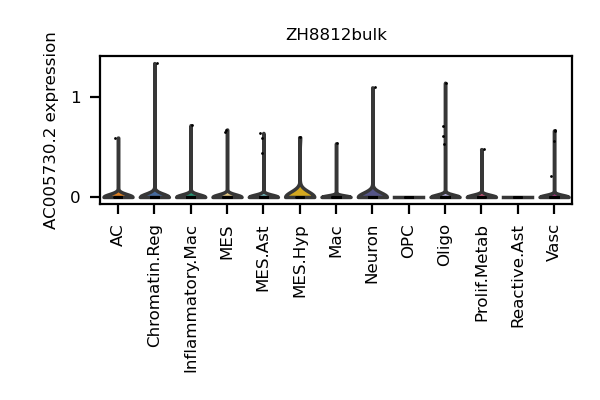 ZH8812bulk
AC005730.2 expression
1
0
AC
Chromatin.Reg
Inflammatory.Mac
MES
MES.Ast
MES.Hyp
Mac
Neuron
OPC
Oligo
Prolif.Metab
Reactive.Ast
Vasc